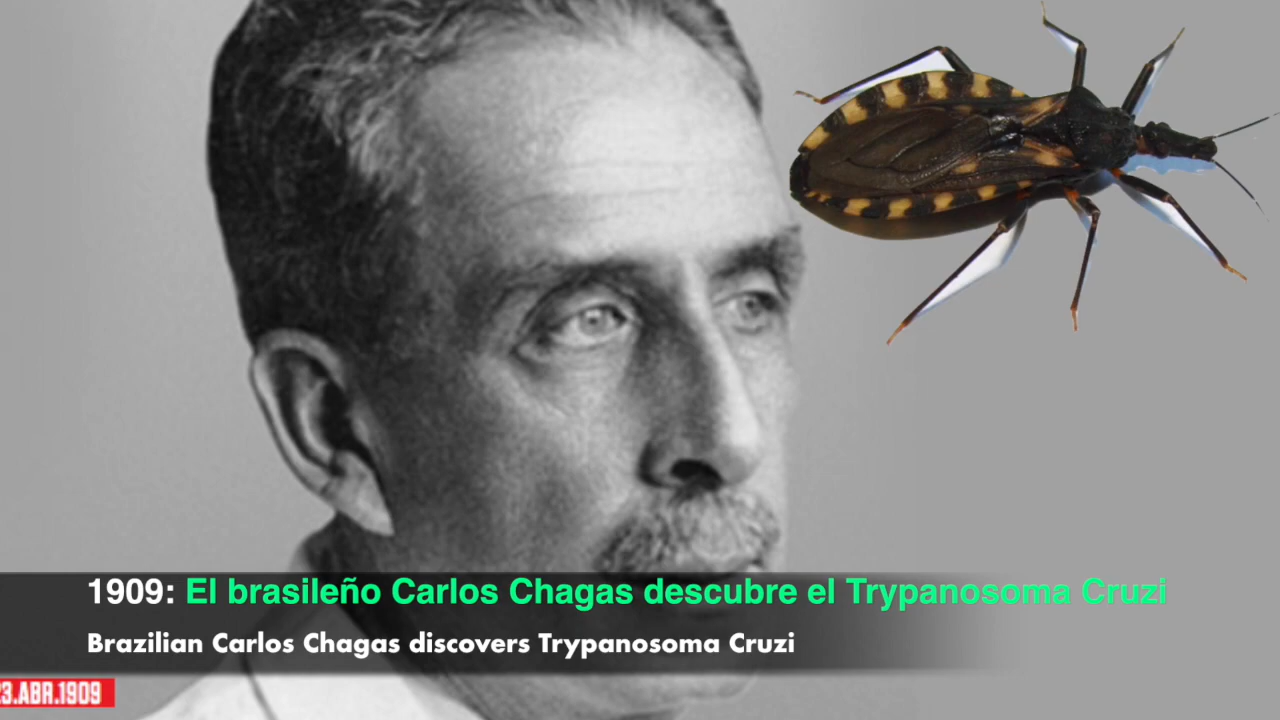 1909: El brasileño Carlos Chagas descubre el Trypanosoma Cruzi
Brazilian Carlos Chagas discovers Trypanosoma Cruzi
3.ABR.1909